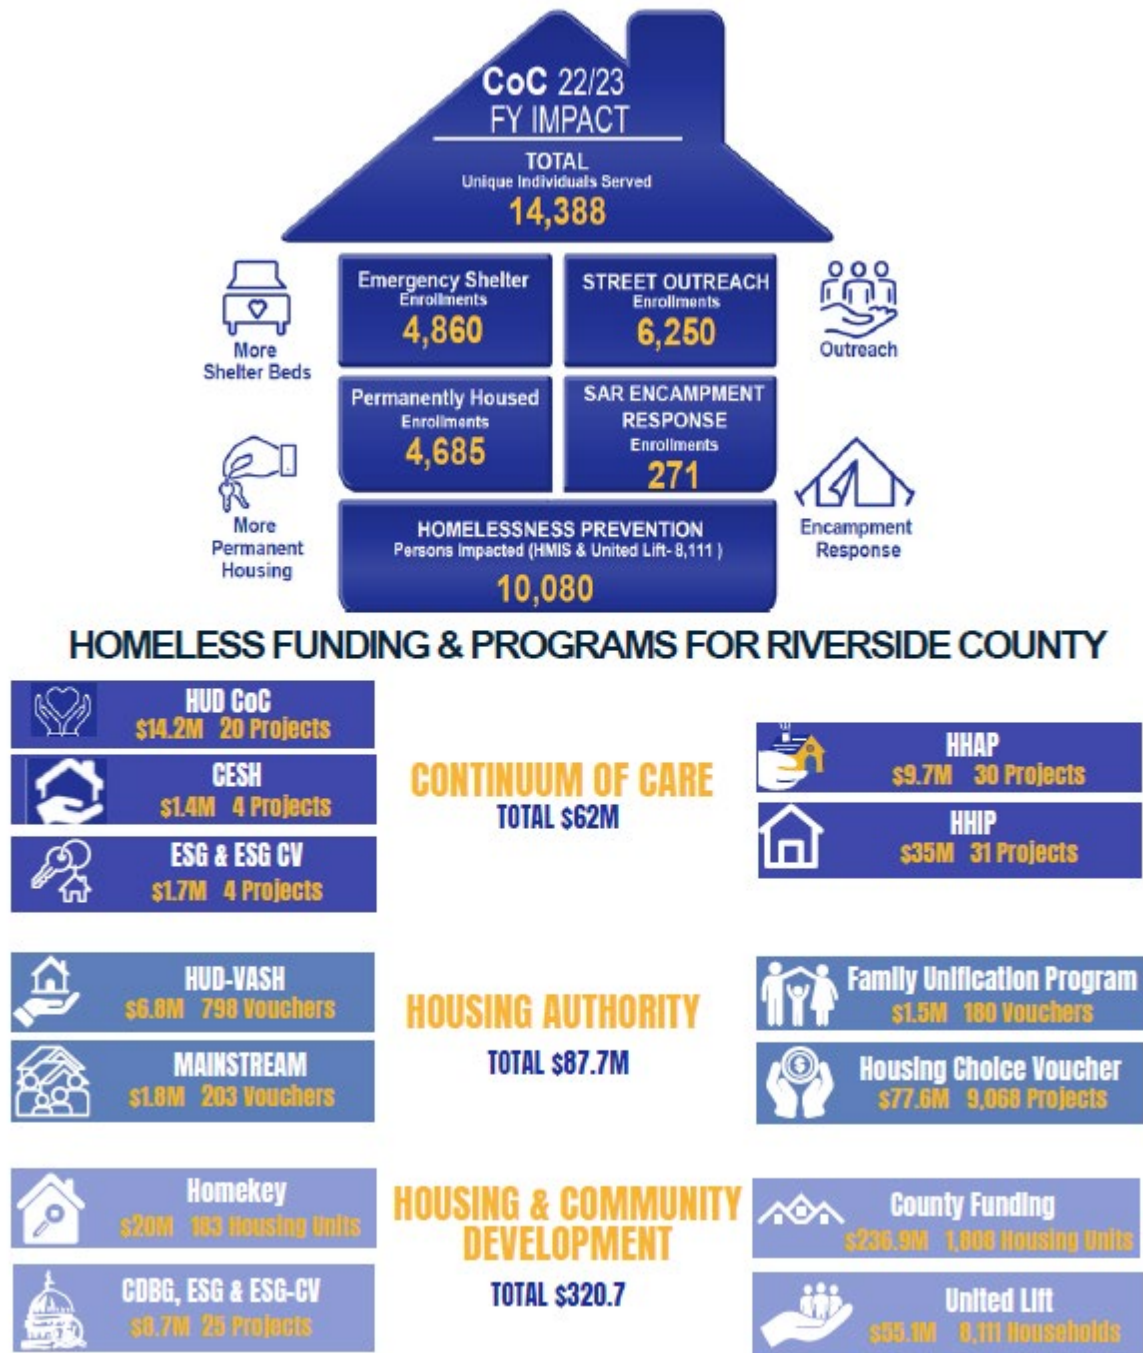 CoC 22/23
FY IMPACT
TOTAL
Unique Individuals Served
14,388
Emergency Shelter
Enrollments
4,860
STREET OUTREACH
Enrollments
6,250
More
Shelter Beds
Outreach
Permanently Housed
Enrollments
4,685
SAR ENCAMPMENT
RESPONSE
Enrollments
271
More
Permanent
Housing
Encampment
Response
HOMELESSNESS PREVENTION
Persons Impacted (HMIS & United Lift- 8,111 )
10,080
HOMELESS FUNDING & PROGRAMS FOR RIVERSIDE COUNTY
HUD CoC
$14.2M 20 Projects
CESH
$1.4M 4 Projects
ESG & ESG CV
$1.7M 4 Projects
CONTINUUM OF CARE
TOTAL $62M
HHAP
$9.7M 30 Projects
HHIP
$35M 31 Projects
HUD-VASH
$6.8M 798 Vouchers
MAINSTREAM
$1.8M 203 Vouchers
HOUSING AUTHORITY
TOTAL $87.7M
Family Unification Program
$1.5M 180 Vouchers
Housing Choice Voucher
$77.6M 9,068 Projects
Homekey
$20M 183 Housing Units
CDBG, ESG & ESG-CV
$8.7M 25 Projects
HOUSING & COMMUNITY
DEVELOPMENT
TOTAL $320.7
County Funding
$236.9M 1,808 Housing Units
United Lift
$55.1M 8,111 Households